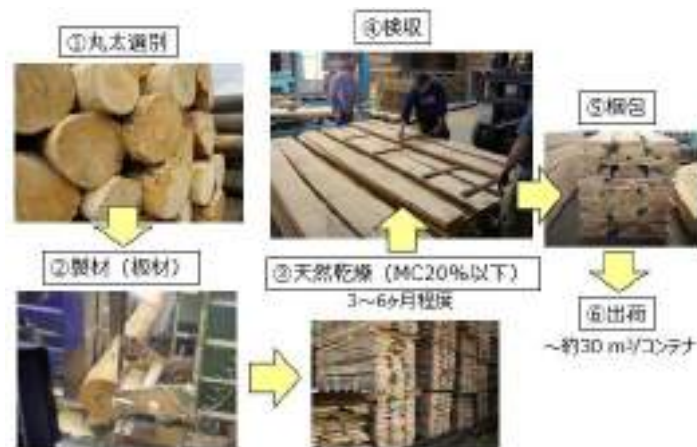 ①丸太選別
②製材（板材）
③天然乾燥（MC20%以下）
3～6ヶ月程度
④検収
⑤梱包
⑥出荷
～約30 m³/コンテナ